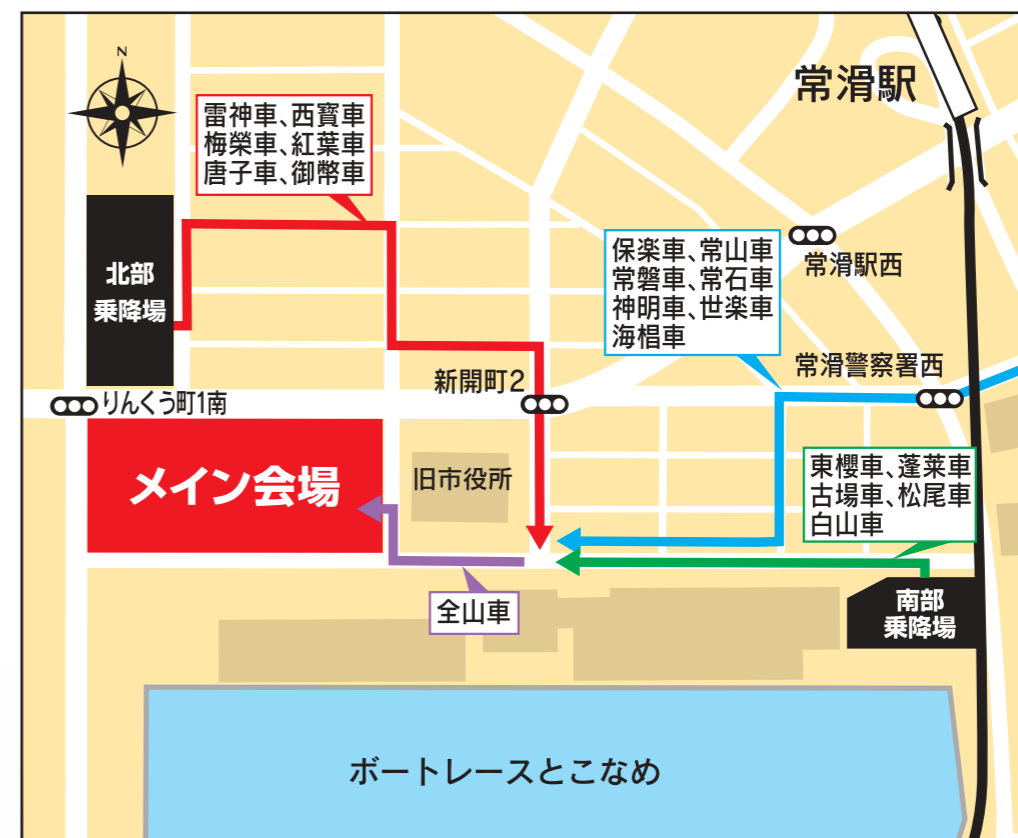 N
常滑駅
雷神車、西寳車
梅榮車、紅葉車
唐子車、御幣車
保楽車、常山車
常磐車、常石車
神明車、世楽車
海椙車
常滑駅西
北部
乗降場
常滑警察署西
新開町2
りんくう町1南
メイン会場
旧市役所
東櫻車、蓬莱車
古場車、松尾車
白山車
全山車
南部
乗降場
ボートレースとこなめ